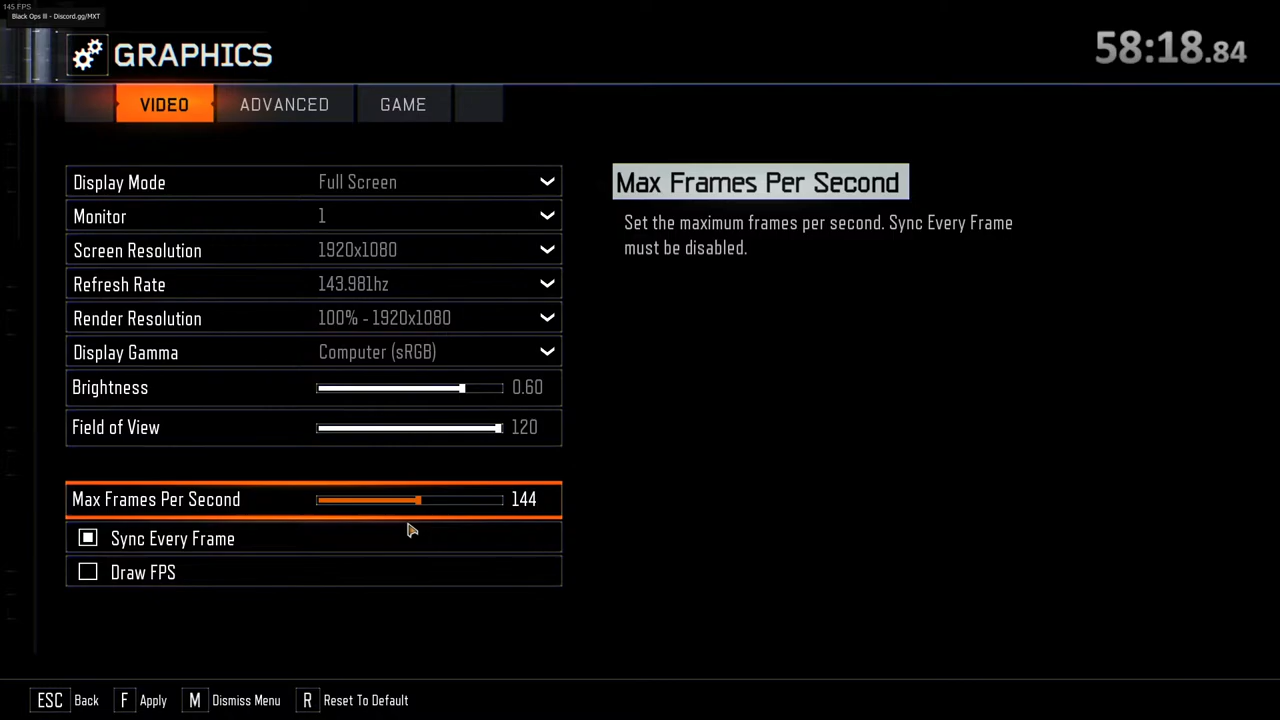 145 FPS
Black Ops III - Discord.gg/MXT
GRAPHICS
58:18.84
VIDEO ADVANCED GAME
Display Mode Full Screen
Monitor 1
Screen Resolution 1920x1080
Refresh Rate 143.981hz
Render Resolution 100% - 1920x1080
Display Gamma Computer (sRGB)
Brightness 0.60
Field of View 120
Max Frames Per Second 144
Sync Every Frame
Draw FPS
Max Frames Per Second
Set the maximum frames per second. Sync Every Frame
must be disabled.
ESC Back F Apply M Dismiss Menu R Reset To Default